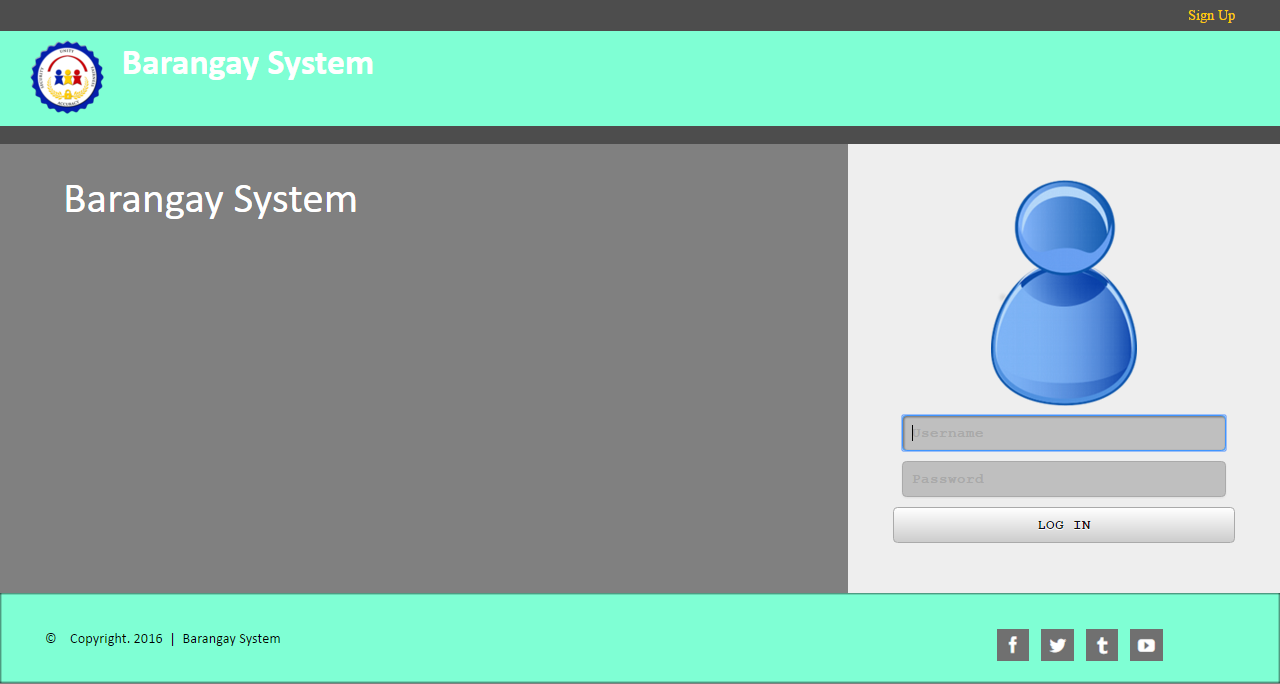 Sign Up
Barangay System
Barangay System
Username
Password
LOG IN
© Copyright. 2016 | Barangay System